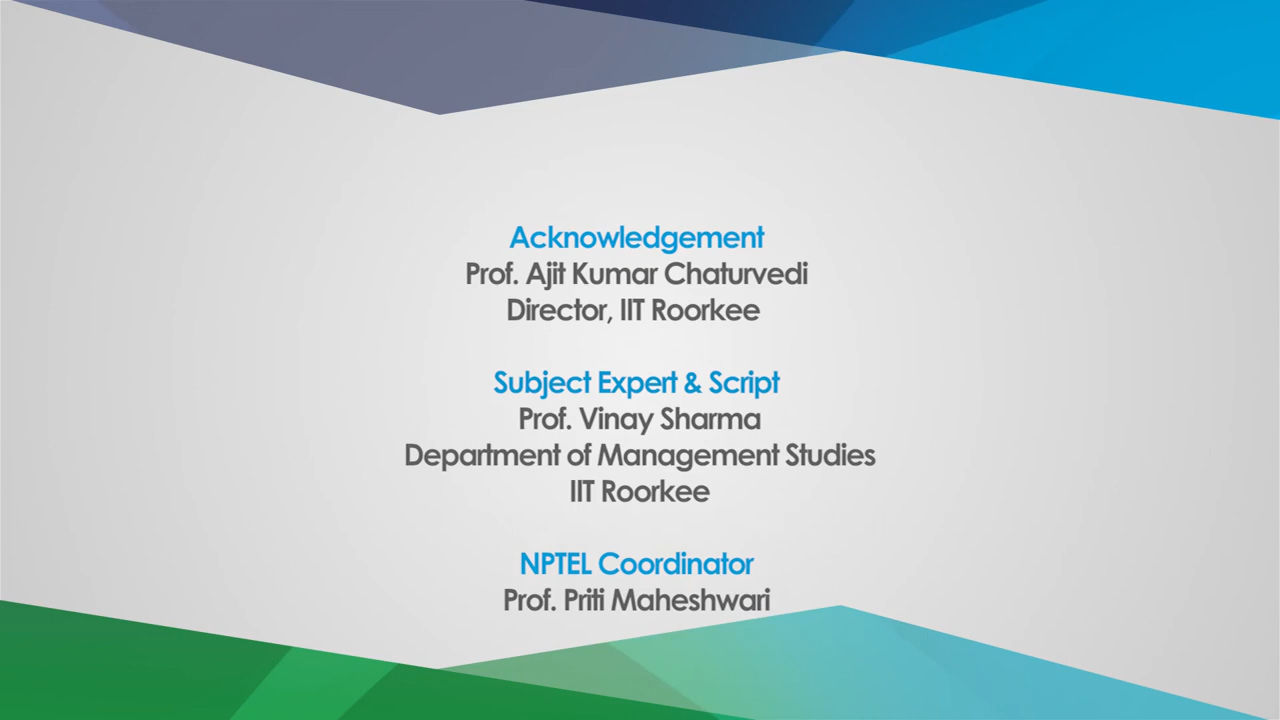 Acknowledgement
Prof. Ajit Kumar Chaturvedi
Director, IIT Roorkee
Subject Expert & Script
Prof. Vinay Sharma
Department of Management Studies
IIT Roorkee
NPTEL Coordinator
Prof. Priti Maheshwari